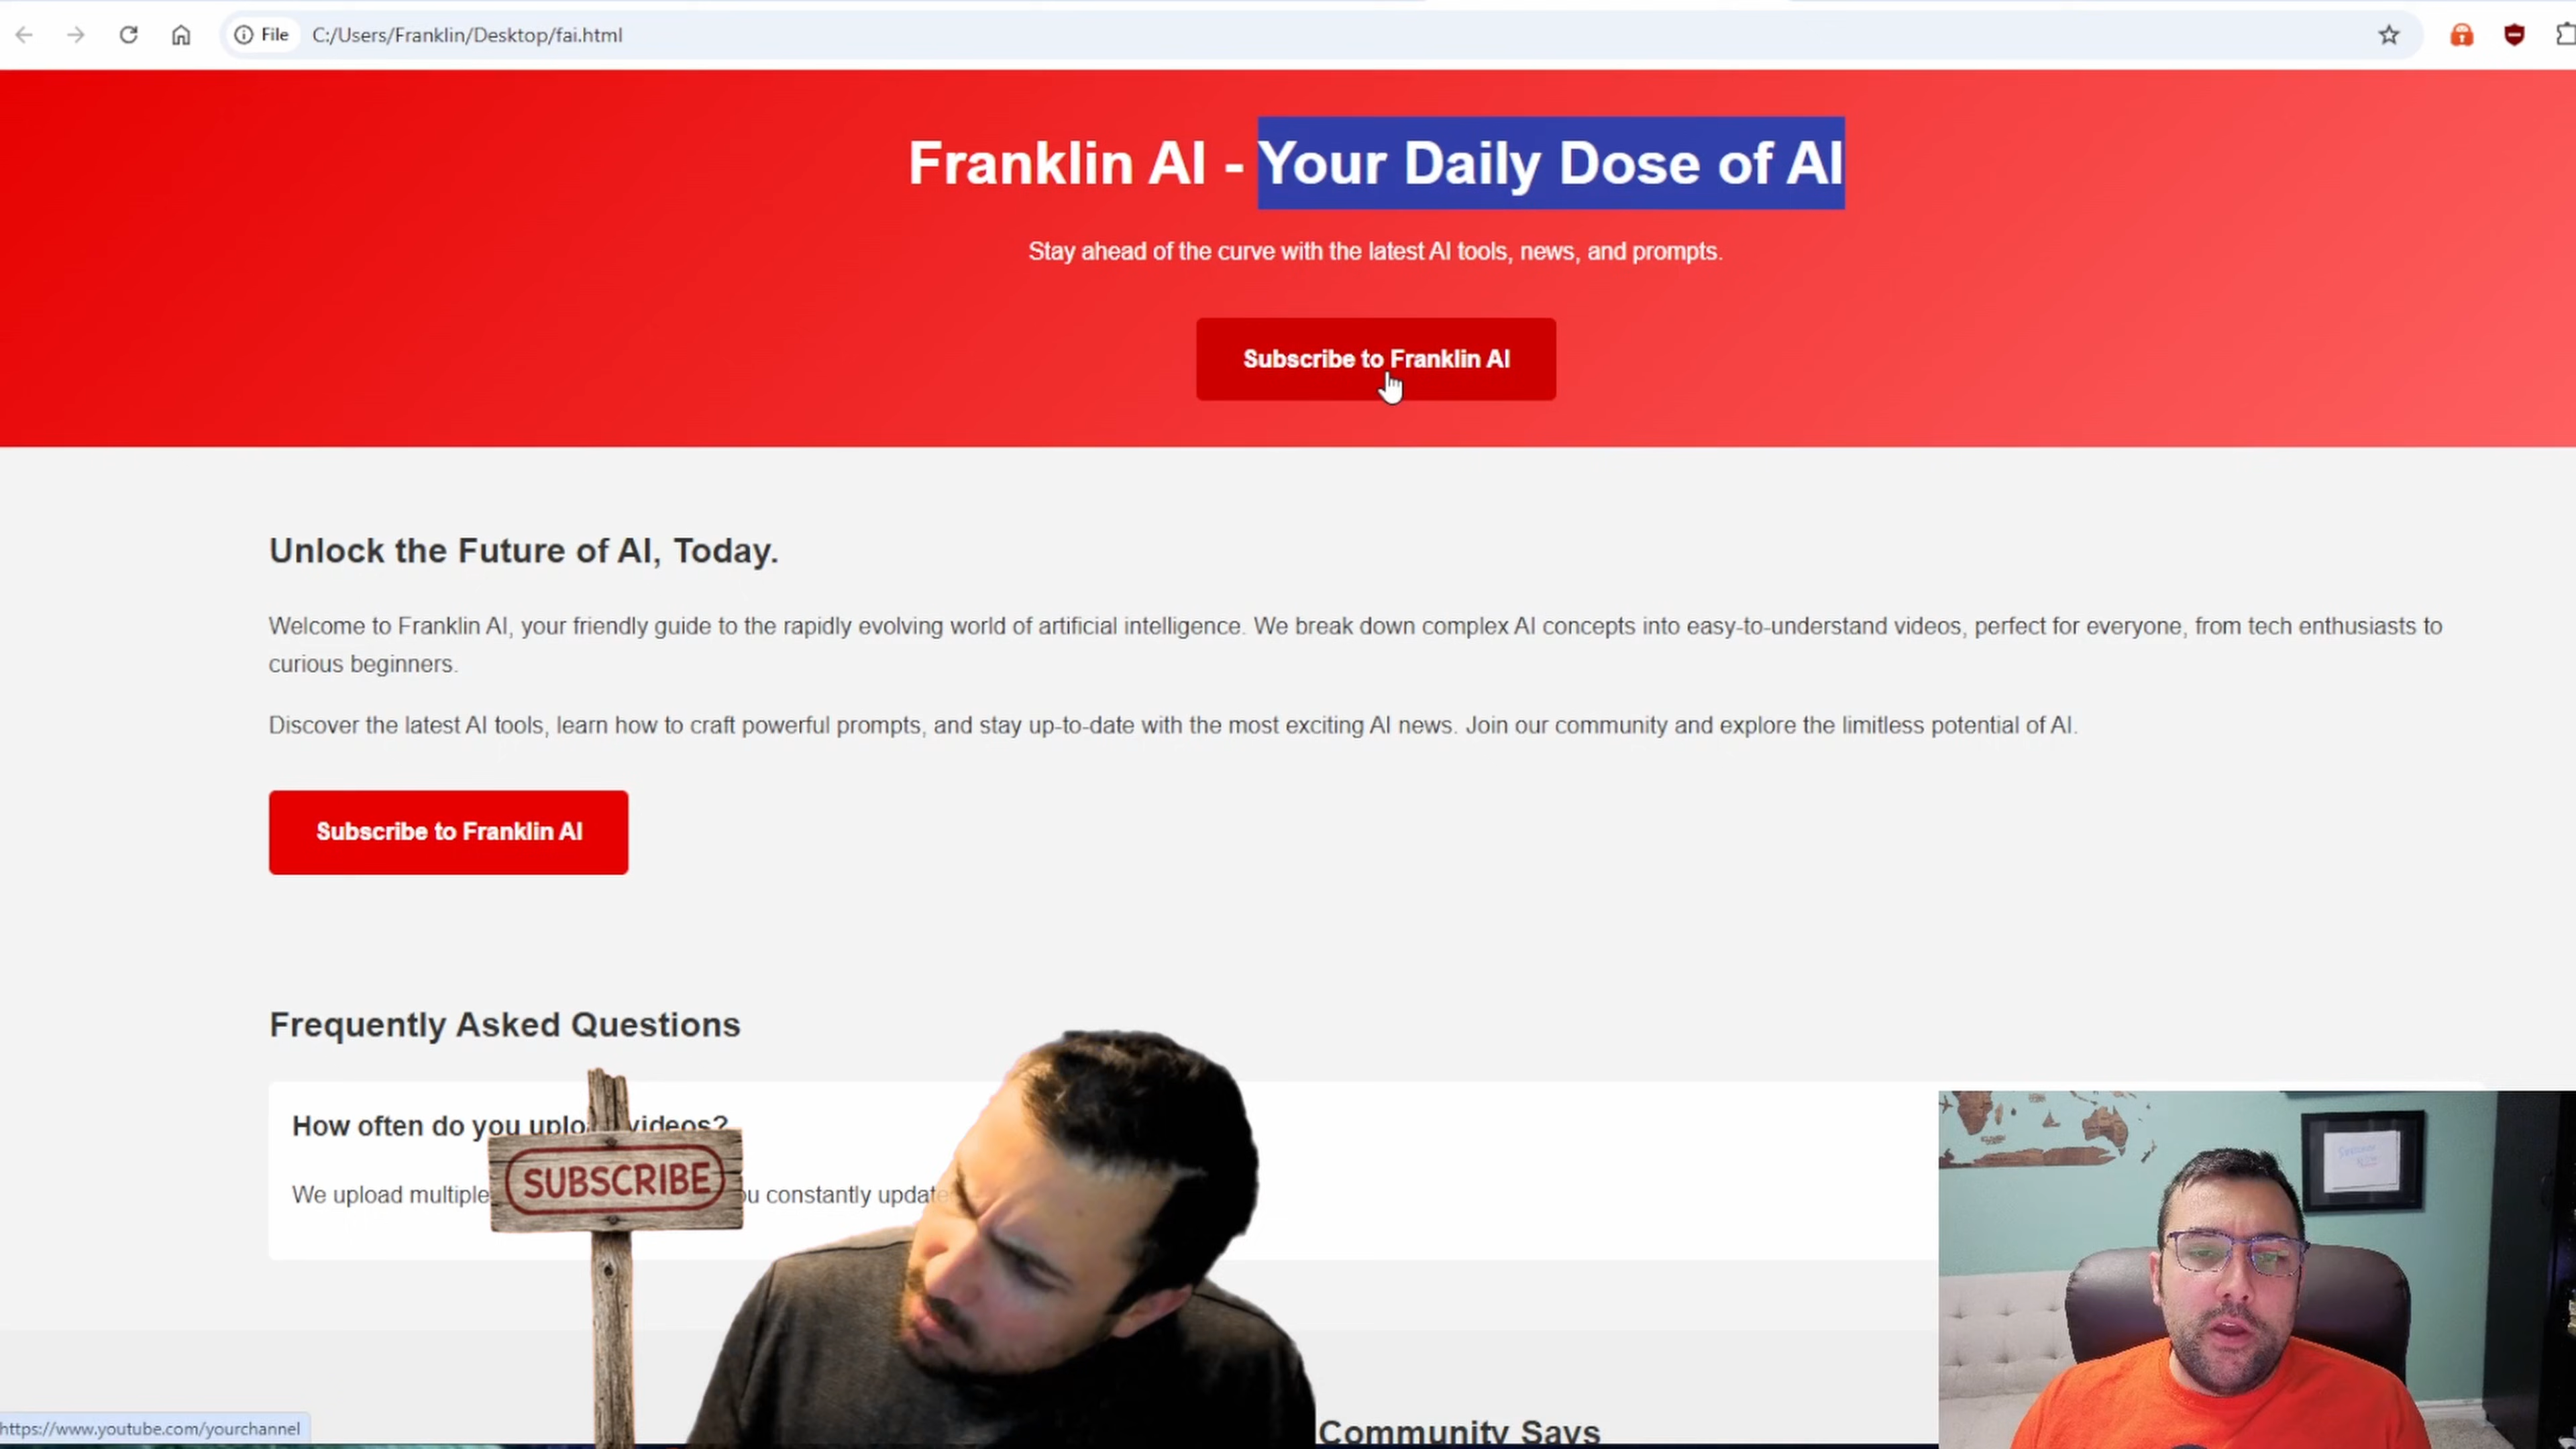 File C:/Users/Franklin/Desktop/fai.html
Franklin AI - Your Daily Dose of AI
Stay ahead of the curve with the latest AI tools, news, and prompts.
Subscribe to Franklin AI
Unlock the Future of AI, Today.
Welcome to Franklin AI, your friendly guide to the rapidly evolving world of artificial intelligence. We break down complex AI concepts into easy-to-understand videos, perfect for everyone, from tech enthusiasts to
curious beginners.
Discover the latest AI tools, learn how to craft powerful prompts, and stay up-to-date with the most exciting AI news. Join our community and explore the limitless potential of AI.
Subscribe to Franklin AI
Frequently Asked Questions
How often do you videos?
We upload multiple constantly
SUBSCRIBE
https://www.youtube.com/yourchannel
Community Says